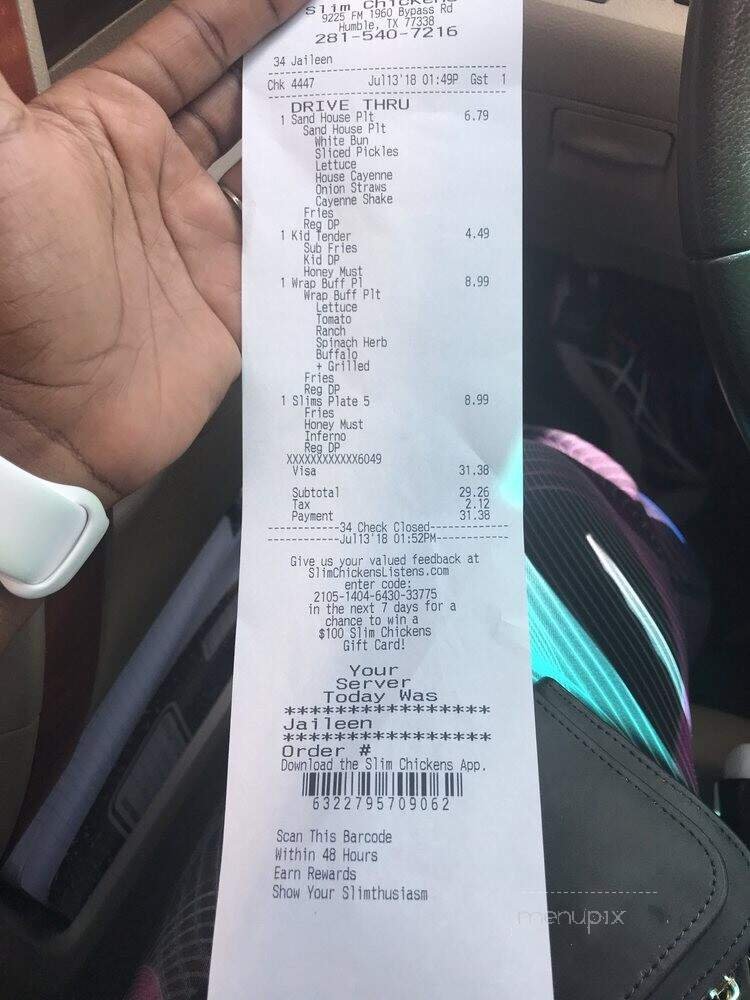 Slim Chickens
9225 FM 1960 Bypass Rd
Humble, TX 77338
281-540-7216
34 Jaileen
Chk 4447 Jul13'18 01:49P Gst 1
DRIVE THRU
1 Sand House Plt 6.79
Sand House Plt
White Bun
Sliced Pickles
Lettuce
House Cayenne
Onion Straws
Cayenne Shake
Fries
Reg DP
1 Kid Tender 4.49
Sub Fries
Kid DP
Honey Must
1 Wrap Buff Pl 8.99
Wrap Buff Plt
Lettuce
Tomato
Ranch
Spinach Herb
Buffalo
+ Grilled
Fries
Reg DP
1 Slims Plate 5 8.99
Fries
Honey Must
Inferno
Reg DP
XXXXXXXXXXXX6049
Visa 31.38
Subtotal 29.26
Tax 2.12
Payment 31.38
-----------34 Check Closed-----------
-----------Jul13'18 01:52PM-----------
Give us your valued feedback at
SlimChickensListens.com
enter code:
2105-1404-6430-33775
in the next 7 days for a
chance to win a
$100 Slim Chickens
Gift Card!
Your
Server
Today Was
****************
Jaileen
****************
Order #
Download the Slim Chickens App.
6322795709062
Scan This Barcode
Within 48 Hours
Earn Rewards
Show Your Slimthusiasm
menupix